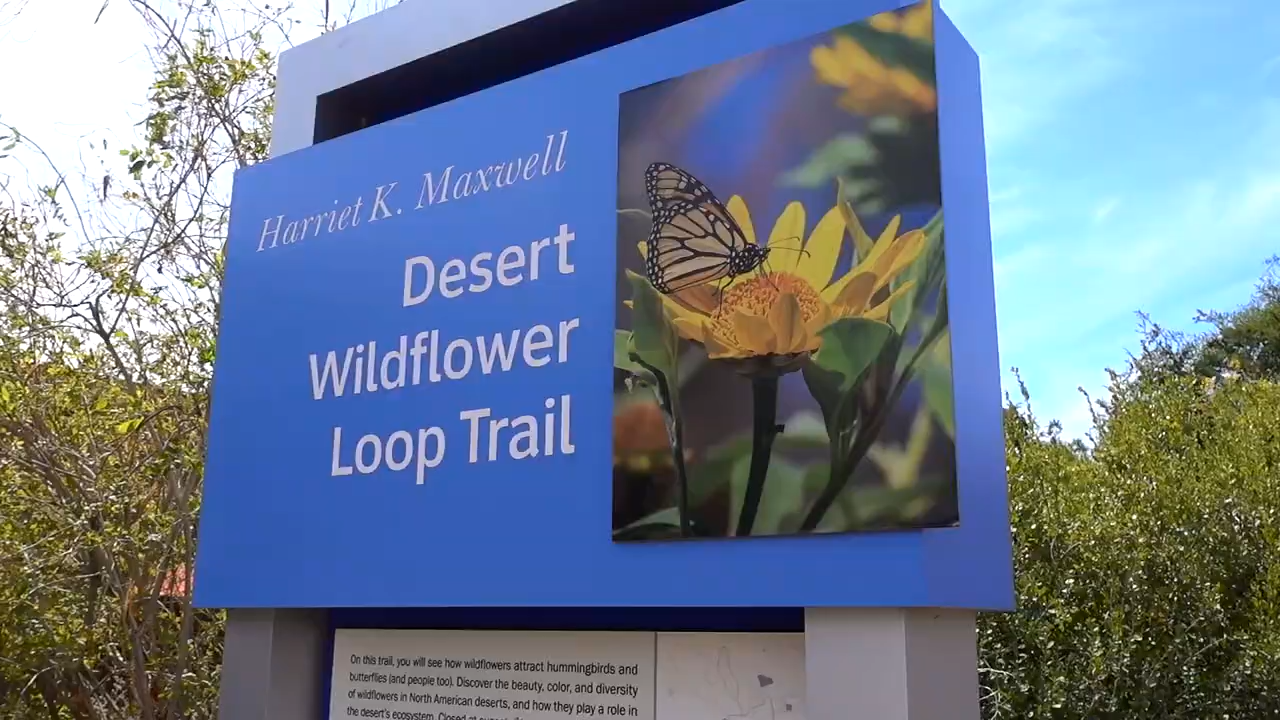 Harriet K. Maxwell
Desert
Wildflower
Loop Trail
On this trail, you will see how wildflowers attract hummingbirds and
butterflies (and people too). Discover the beauty, color, and diversity
of wildflowers in North American deserts, and how they play a role in
the desert's ecosystem. Closed at